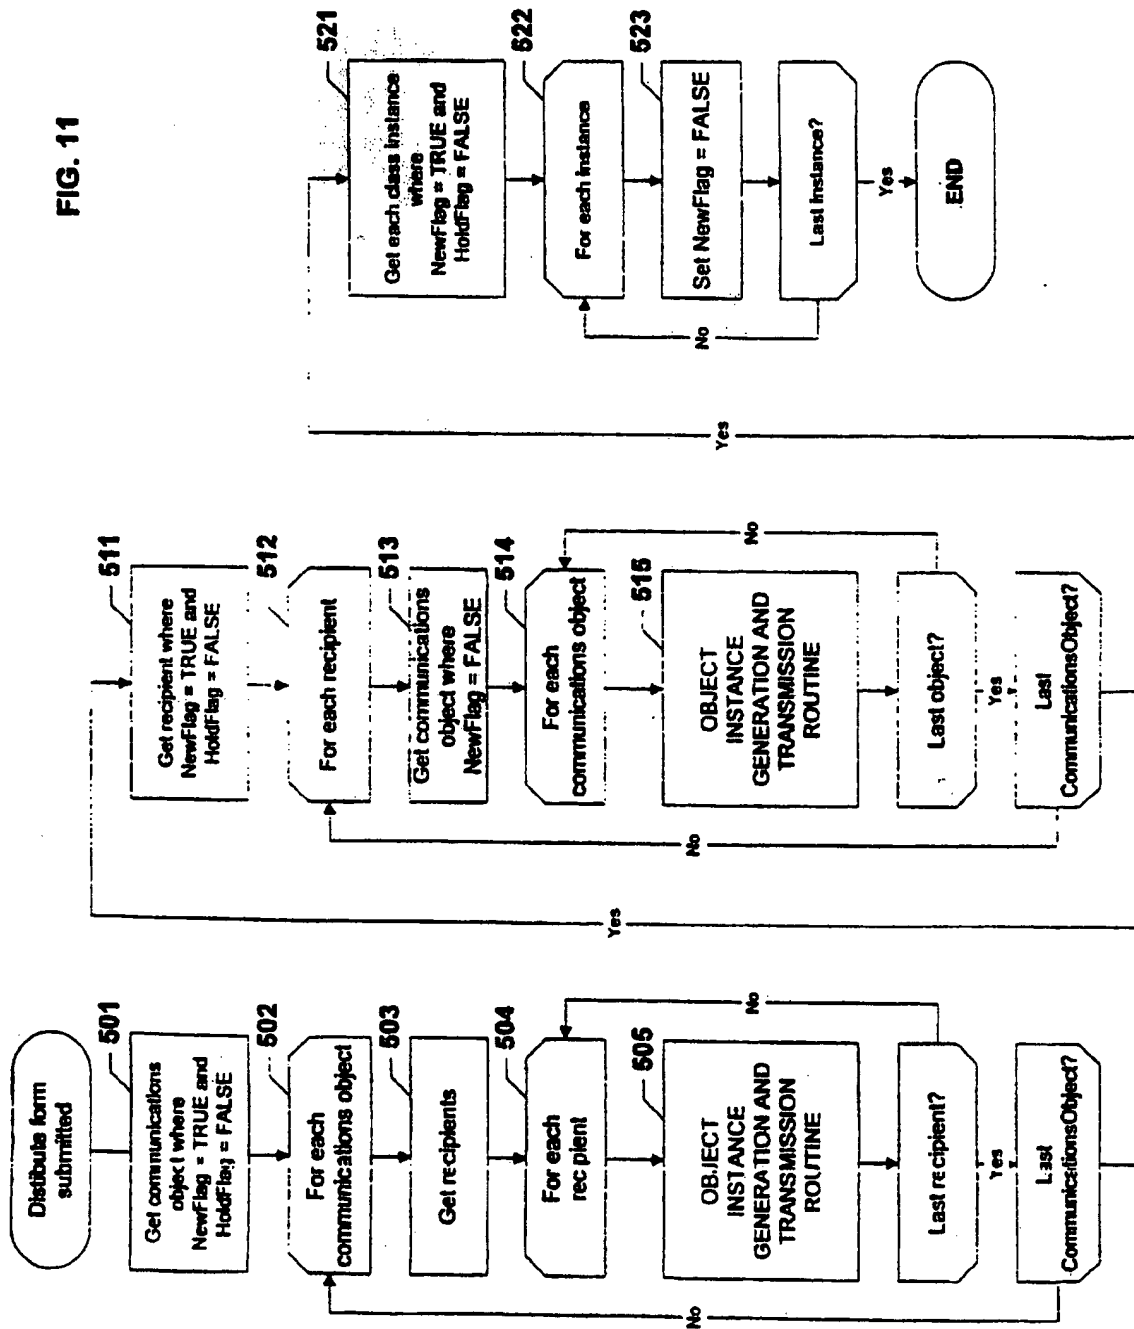 FIG. 11
Distibute form
submitted
501
Get communications
object where
NewFlag = TRUE and
HoldFlag = FALSE
502
For each
communications object
503
Get recipients
504
For each
recipient
505
OBJECT
INSTANCE
GENERATION AND
TRANSMISSION
ROUTINE
Last recipient?
No
Yes
Last
CommunicationsObject?
No
Yes
511
Get recipient where
NewFlag = TRUE and
HoldFlag = FALSE
512
For each recipient
513
Get communications
object where
NewFlag = FALSE
514
For each
communications object
515
OBJECT
INSTANCE
GENERATION AND
TRANSMISSION
ROUTINE
Last object?
No
Yes
Last
CommunicationsObject?
No
Yes
521
Get each class instance
where
NewFlag = TRUE and
HoldFlag = FALSE
522
For each instance
523
Set NewFlag = FALSE
Last instance?
No
Yes
END